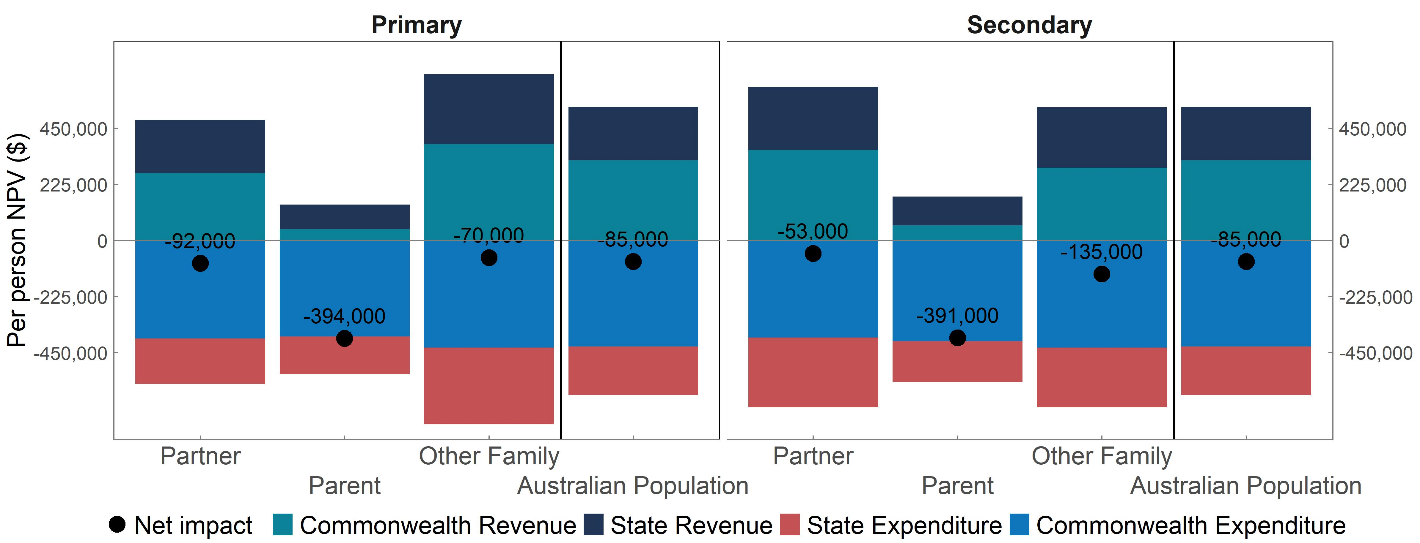 Primary
Secondary
Per person NPV ($)
450,000
225,000
0
-225,000
-450,000
-92,000
-394,000
-70,000
-85,000
-53,000
-391,000
-135,000
-85,000
450,000
225,000
0
-225,000
-450,000
Partner
Parent
Other Family
Australian Population
Partner
Parent
Other Family
Australian Population
Net impact Commonwealth Revenue State Revenue State Expenditure Commonwealth Expenditure